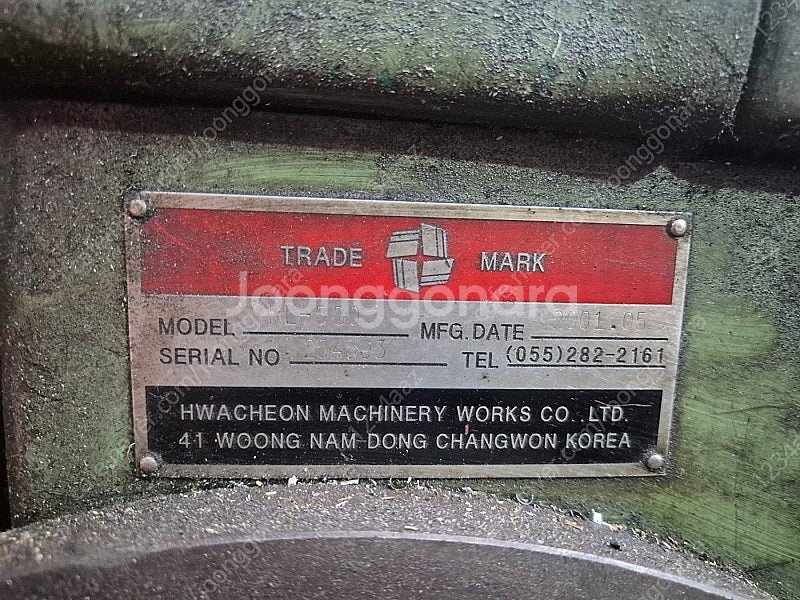 TRADE MARK
Joonggonara
MODEL MFG. DATE
SERIAL NO TEL (055)282-2161
HWACHEON MACHINERY WORKS CO.,LTD.
41 WOONG NAM-DONG CHANGWON KOREA